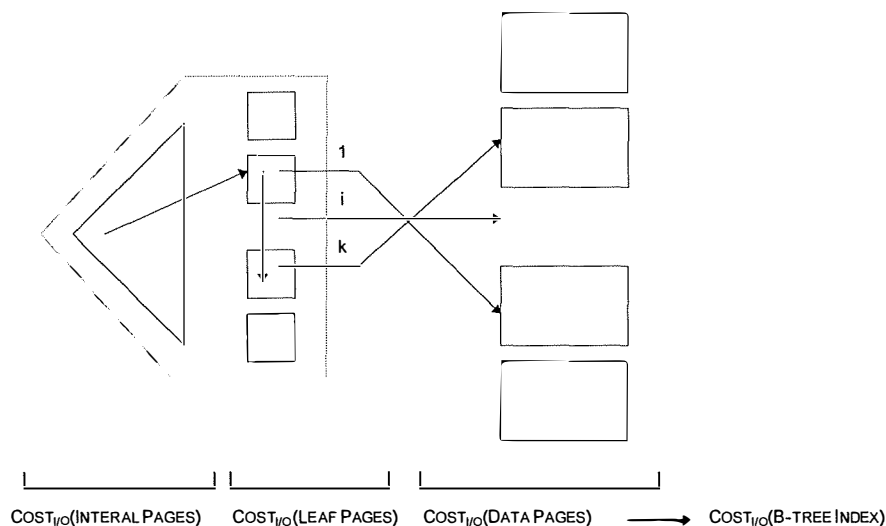 1
i
k
COST_I/O(INTERAL PAGES) COST_I/O(LEAF PAGES) COST_I/O(DATA PAGES) COST_I/O(B-TREE INDEX)